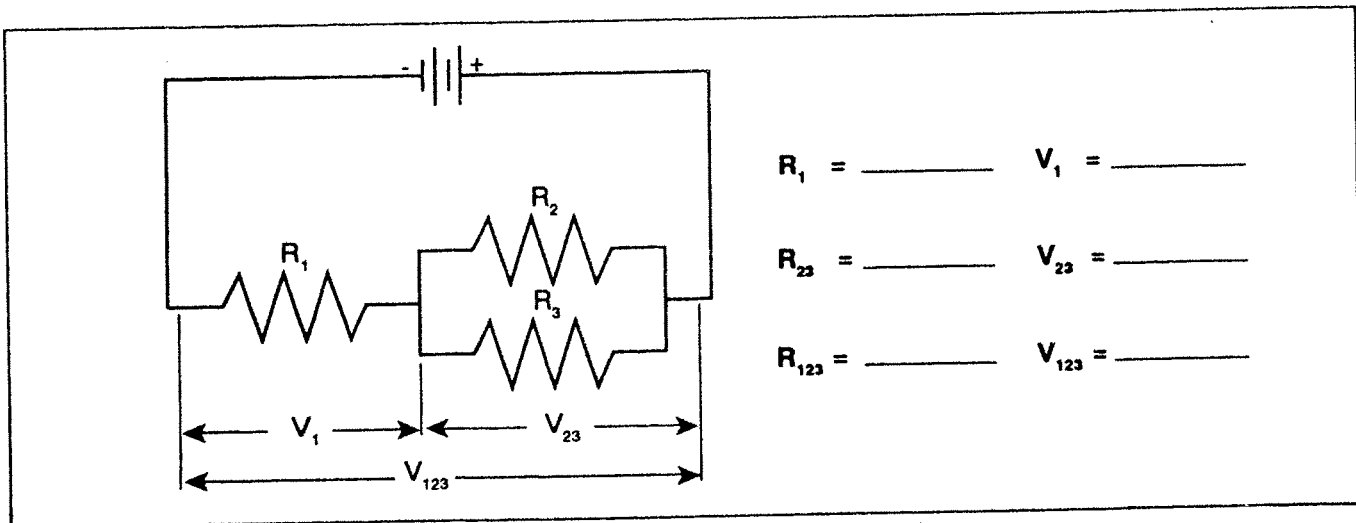 - +
R₁ = ________ V₁ = ________
R₂
R₁
R₂₃ = ________ V₂₃ = ________
R₃
R₁₂₃ = ________ V₁₂₃ = ________
V₁ V₂₃
V₁₂₃